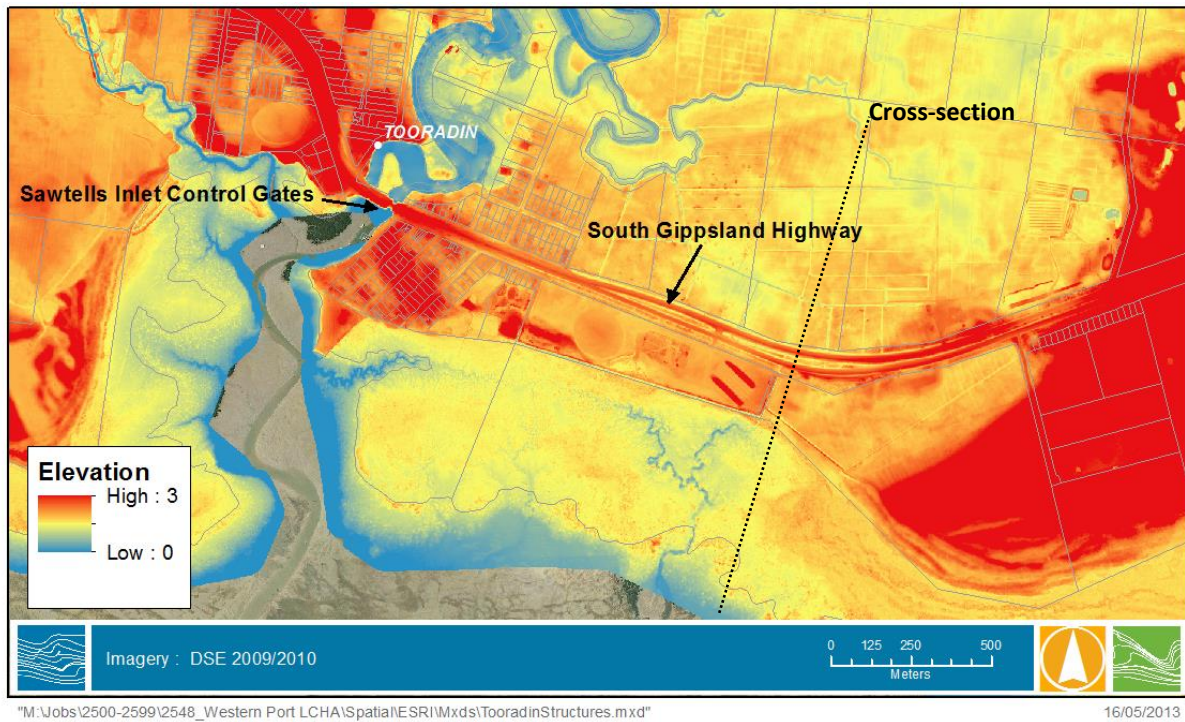 Cross-section
TOORADIN
Sawtells Inlet Control Gates
South Gippsland Highway
Elevation
High : 3
Low : 0
Imagery : DSE 2009/2010
0 125 250 500
Meters
"M:\Jobs\2500-2599\2548_Western Port LCHA\Spatial\ESRI\Mxds\TooradinStructures.mxd"
16/05/2013